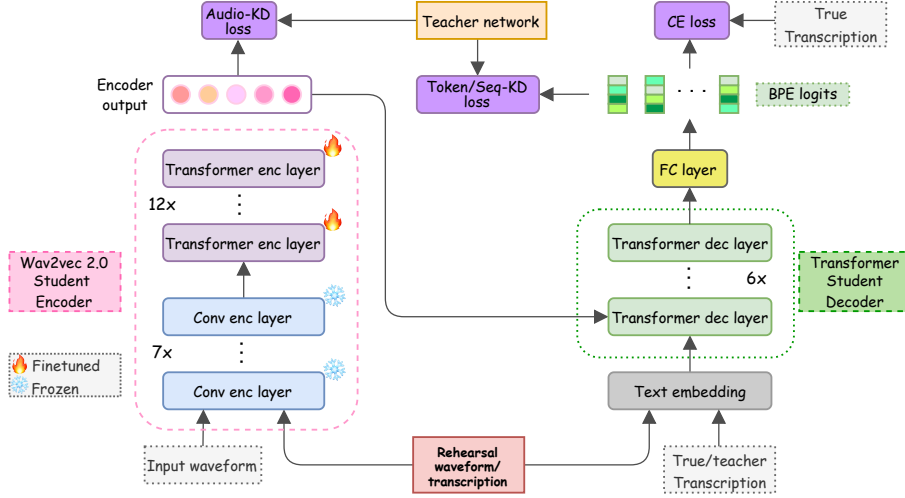 Audio-KD
loss
Teacher network
CE loss
True
Transcription
Encoder
output
Token/Seq-KD
loss
. . .
BPE logits
Transformer enc layer
12x
Transformer enc layer
FC layer
Wav2vec 2.0
Student
Encoder
Conv enc layer
7x
Conv enc layer
Transformer dec layer
6x
Transformer dec layer
Transformer
Student
Decoder
Finetuned
Frozen
Text embedding
Input waveform
Rehearsal
waveform/
transcription
True/teacher
Transcription